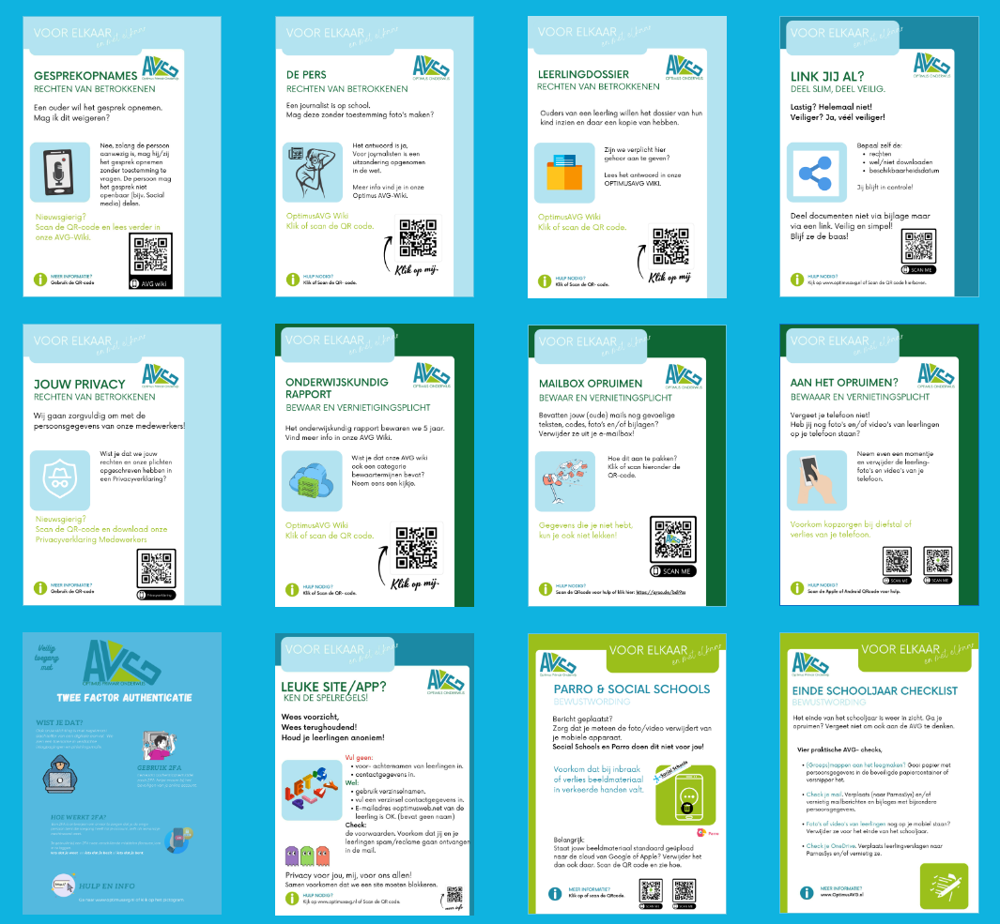 VOOR ELKAAR
en met elkaar
AVG
Optimus Primair Onderwijs
GESPREKOPNAMES
RECHTEN VAN BETROKKENEN
Een ouder wil het gesprek opnemen.
Mag ik dit weigeren?
Nee, zolang de persoon
aanwezig is, mag hij/zij
het gesprek opnemen
zonder toestemming te
vragen. De persoon mag
het gesprek niet
openbaar (bijv. Social
media) delen.
Nieuwsgierig?
Scan de QR-code en lees verder in
onze AVG-Wiki.
AVG wiki
MEER INFORMATIE?
Gebruik de QR-code
VOOR ELKAAR
en met elkaar
AVG
OPTIMUS ONDERWIJS
DE PERS
RECHTEN VAN BETROKKENEN
Een journalist is op school.
Mag deze zonder toestemming foto's maken?
Het antwoord is ja,
Voor journalisten is een
uitzondering opgenomen
in de wet.
Meer info vind je in onze
Optimus AVG-Wiki.
OptimusAVG Wiki
Klik of scan de QR code.
Klik op mij.
HULP NODIG?
Klik of Scan de QR- code.
VOOR ELKAAR
en met elkaar
AVG
OPTIMUS ONDERWIJS
LEERLINGDOSSIER
RECHTEN VAN BETROKKENEN
Ouders van een leerling willen het dossier van hun
kind inzien en daar een kopie van hebben.
Zijn we verplicht hier
gehoor aan te geven?
Lees het antwoord in onze
OPTIMUSAVG WIKI.
OptimusAVG Wiki
Klik of scan de QR code.
Klik op mij
HULP NODIG?
Klik of Scan de QR- code.
VOOR ELKAAR
en met elkaar
AVG
Optimus Primair Onderwijs
LINK JIJ AL?
DEEL SLIM, DEEL VEILIG.
Lastig? Helemaal niet!
Veiliger? Ja, véél veiliger!
Bepaal zelf de:
• rechten
• wel/niet downloaden
• beschikbaarheidsdatum
Jij blijft in controle!
Deel documenten niet via bijlage maar
via een link. Veilig en simpel!
Blijf ze de baas!
SCAN ME
HULP NODIG?
Kijk op www.optimusavg.nl of Scan de QR code hierboven.
VOOR ELKAAR
en met elkaar
AVG
Optimus Primair Onderwijs
JOUW PRIVACY
RECHTEN VAN BETROKKENEN
Wij gaan zorgvuldig om met de
persoonsgegevens van onze medewerkers!
Wist je dat we jouw
rechten en onze plichten
opgeschreven hebben in
een Privacyverklaring?
Nieuwsgierig?
Scan de QR-code en download onze
Privacyverklaring Medewerkers
Privacyverklaring
MEER INFORMATIE?
Gebruik de QR-code
VOOR ELKAAR
en met elkaar
AVG
OPTIMUS ONDERWIJS
ONDERWIJSKUNDIG
RAPPORT
BEWAAR EN VERNIETIGINGSPLICHT
Het onderwijskundig rapport bewaren we 5 jaar.
Vind meer info in onze AVG Wiki.
Wist je dat onze AVG wiki
ook een categorie
bewaartermijnen bevat?
Neem eens een kijkje.
OptimusAVG Wiki
Klik of scan de QR code.
Klik op mij.
HULP NODIG?
Klik of Scan de QR- code.
VOOR ELKAAR
en met elkaar
AVG
OPTIMUS ONDERWIJS
MAILBOX OPRUIMEN
BEWAAR EN VERNIETINGSPLICHT
Bevatten jouw (oude) mails nog gevoelige
teksten, codes, foto's en/of bijlagen?
Verwijder ze uit je e-mailbox!
Hoe dit aan te pakken?
Klik of scan hieronder de
QR-code.
Gegevens die je niet hebt,
kun je ook niet lekken!
SCAN ME
HULP NODIG?
Scan de QRcode voor hulp of klik hier:
VOOR ELKAAR
en met elkaar
AVG
Optimus Primair Onderwijs
AAN HET OPRUIMEN?
BEWAAAR EN VERNIETINGSPLICHT
Vergeet je telefoon niet!
Heb jij nog foto's en/of video's van leerlingen
op je telefoon staan?
Neem even een momentje
en verwijder de leerling-
foto's en video's van je
telefoon.
Voorkom kopzorgen bij diefstal of
verlies van je telefoon.
SCAN ME
SCAN ME
HULP NODIG?
Scan de Apple of Android QRcode voor hulp.
Veilig
toegang
met
AVG
OPTIMUS PRIMAIR ONDERWIJS
TWEE FACTOR AUTHENTICATIE
WIST JE DAT?
GEBRUIK 2FA
HOE WERKT 2FA?
HULP EN INFO
VOOR ELKAAR
en met elkaar
AVG
OPTIMUS ONDERWIJS
LEUKE SITE/APP?
KEN DE SPELREGELS!
Wees voorzicht,
Wees terughoudend!
Houd je leerlingen anoniem!
LET'S PLAY
Vul geen:
• voor- achternamen van leerlingen in.
• contactgegevens in.
Wel:
• gebruik verzinselnamen.
• vul een verzinsel contactgegevens in.
• E-mailadres @optimusweb.net van de
leerling is OK. (bevat geen naam)
Check:
de voorwaarden. Voorkom dat jij en je
leerlingen spam/reclame gaan ontvangen
in de mail.
Privacy voor jou, mij, voor ons allen!
Samen voorkomen dat we een site moeten blokkeren.
HULP NODIG?
Kijk op www.optimusavg.nl of Scan de QR code.
meer info
VOOR ELKAAR
en met elkaar
AVG
Optimus Primair Onderwijs
PARRO & SOCIAL SCHOOLS
BEWUSTWORDING
Bericht geplaatst?
Zorg dat je meteen de foto/video verwijdert van
je mobiele apparaat.
Social Schools en Parro doen dit niet voor jou!
Voorkom dat bij inbraak
of verlies beeldmateriaal
in verkeerde handen valt.
Social Schools
Parro
Belangrijk:
Staat jouw beeldmateriaal standaard geüpload
naar de cloud van Google of Apple? Verwijder het
dan ook daar. Scan de QR code en zie hoe.
MEER INFORMATIE?
Klik op of scan de QRcode.
SCAN ME
SCAN ME
VOOR ELKAAR
en met elkaar
AVG
Optimus Primair Onderwijs
EINDE SCHOOLJAAR CHECKLIST
BEWUSTWORDING
Het einde van het schooljaar is weer in zicht. Ga je
opruimen? Vergeet niet om ook aan de AVG te denken.
Vier praktische AVG- checks,
• (Groeps)mappen aan het leegmaken? Gooi papier met
persoonsgegevens in de beveiligde papiercontainer of
versnipper het.
• Check je mail. Verplaats (naar ParnasSys) en/of
vernietig mailberichten en bijlages met bijzondere
persoonsgegevens.
• Foto's of video's van leerlingen nog op je mobiel staan?
Verwijder ze voor het einde van het schooljaar.
• Check je OneDrive. Verplaats leerlingverslagen naar
ParnasSys en/of vernietig ze.
MEER INFORMATIE?
www.OptimusAVG.nl